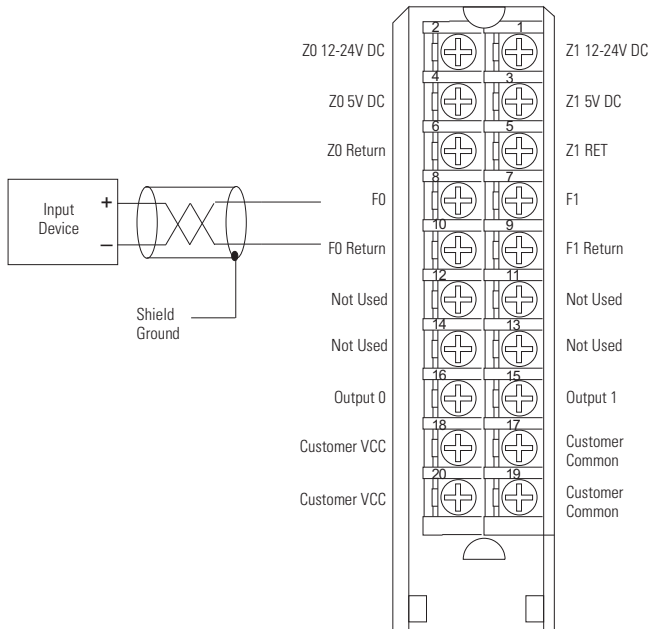 2 1
Z0 12-24V DC Z1 12-24V DC
4 3
Z0 5V DC Z1 5V DC
6 5
Z0 Return Z1 RET
8 7
Input
Device
+
–
F0 F1
10 9
F0 Return F1 Return
12 11
Not Used Not Used
Shield
Ground
14 13
Not Used Not Used
16 15
Output 0 Output 1
18 17
Customer VCC Customer
Common
20 19
Customer VCC Customer
Common